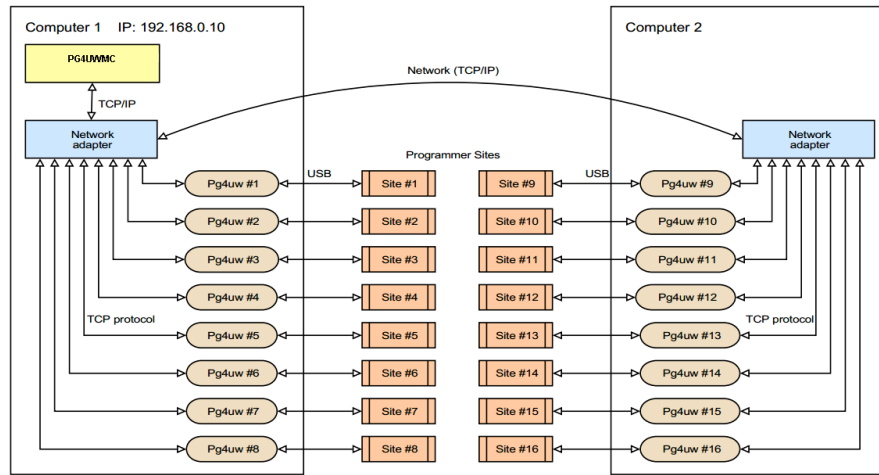 Computer 1 IP: 192.168.0.10
PG4UWMC
TCP/IP
Network
adapter
Network (TCP/IP)
Computer 2
Network
adapter
Programmer Sites
Pg4uw #1
USB
Site #1
Site #9
USB
Pg4uw #9
Pg4uw #2
Site #2
Site #10
Pg4uw #10
Pg4uw #3
Site #3
Site #11
Pg4uw #11
Pg4uw #4
Site #4
Site #12
Pg4uw #12
TCP protocol
Pg4uw #5
Site #5
Site #13
Pg4uw #13
TCP protocol
Pg4uw #6
Site #6
Site #14
Pg4uw #14
Pg4uw #7
Site #7
Site #15
Pg4uw #15
Pg4uw #8
Site #8
Site #16
Pg4uw #16